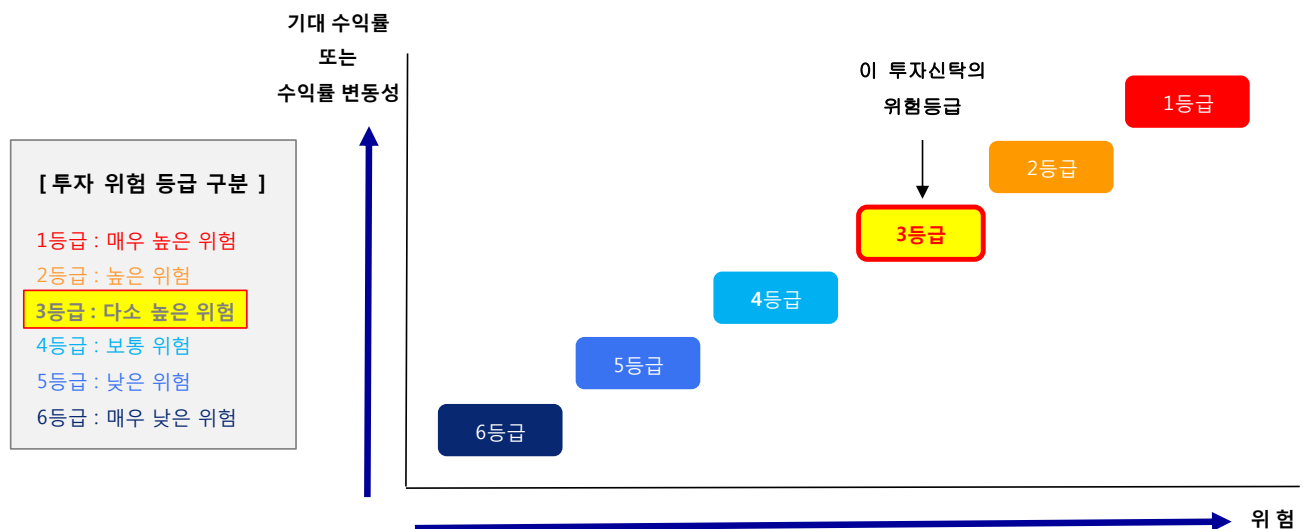 기대 수익률
또는
수익률 변동성
이 투자신탁의
위험등급
1등급
2등급
3등급
4등급
5등급
6등급
[ 투자 위험 등급 구분 ]
1등급 : 매우 높은 위험
2등급 : 높은 위험
3등급 : 다소 높은 위험
4등급 : 보통 위험
5등급 : 낮은 위험
6등급 : 매우 낮은 위험
위 험